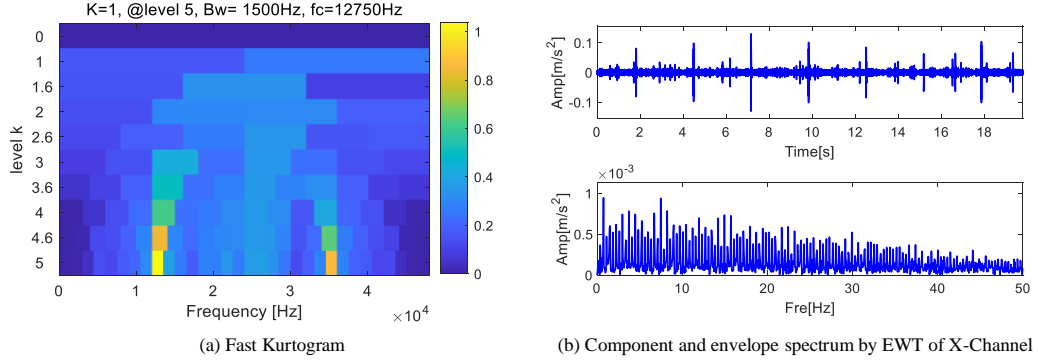 K=1, @level 5, Bw= 1500Hz, fc=12750Hz
level k
0
1
1.6
2
2.6
3
3.6
4
4.6
5
0 1 2 3 4
×10⁴
Frequency [Hz]
1
0.8
0.6
0.4
0.2
0
(a) Fast Kurtogram
Amp[m/s²]
0.1
0
-0.1
0 2 4 6 8 10 12 14 16 18
Time[s]
×10⁻³
Amp[m/s²]
1
0.5
0
0 10 20 30 40 50
Fre[Hz]
(b) Component and envelope spectrum by EWT of X-Channel